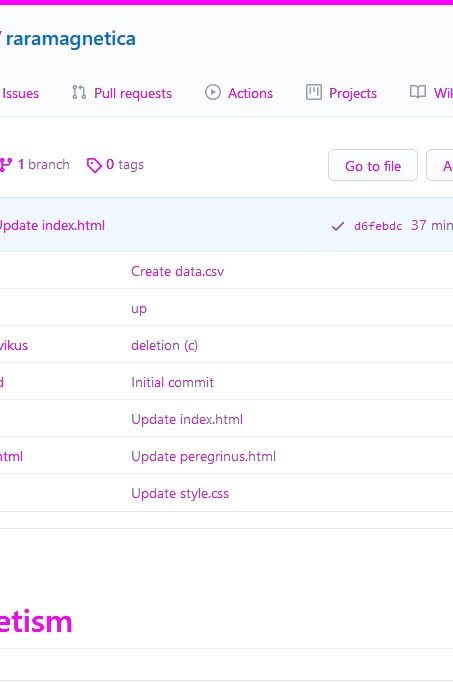 / raramagnetica
Issues Pull requests Actions Projects Wik
1 branch 0 tags Go to file A
Update index.html d6febdc 37 min
Create data.csv
up
vikus deletion (c)
d Initial commit
Update index.html
html Update peregrinus.html
Update style.css
etism